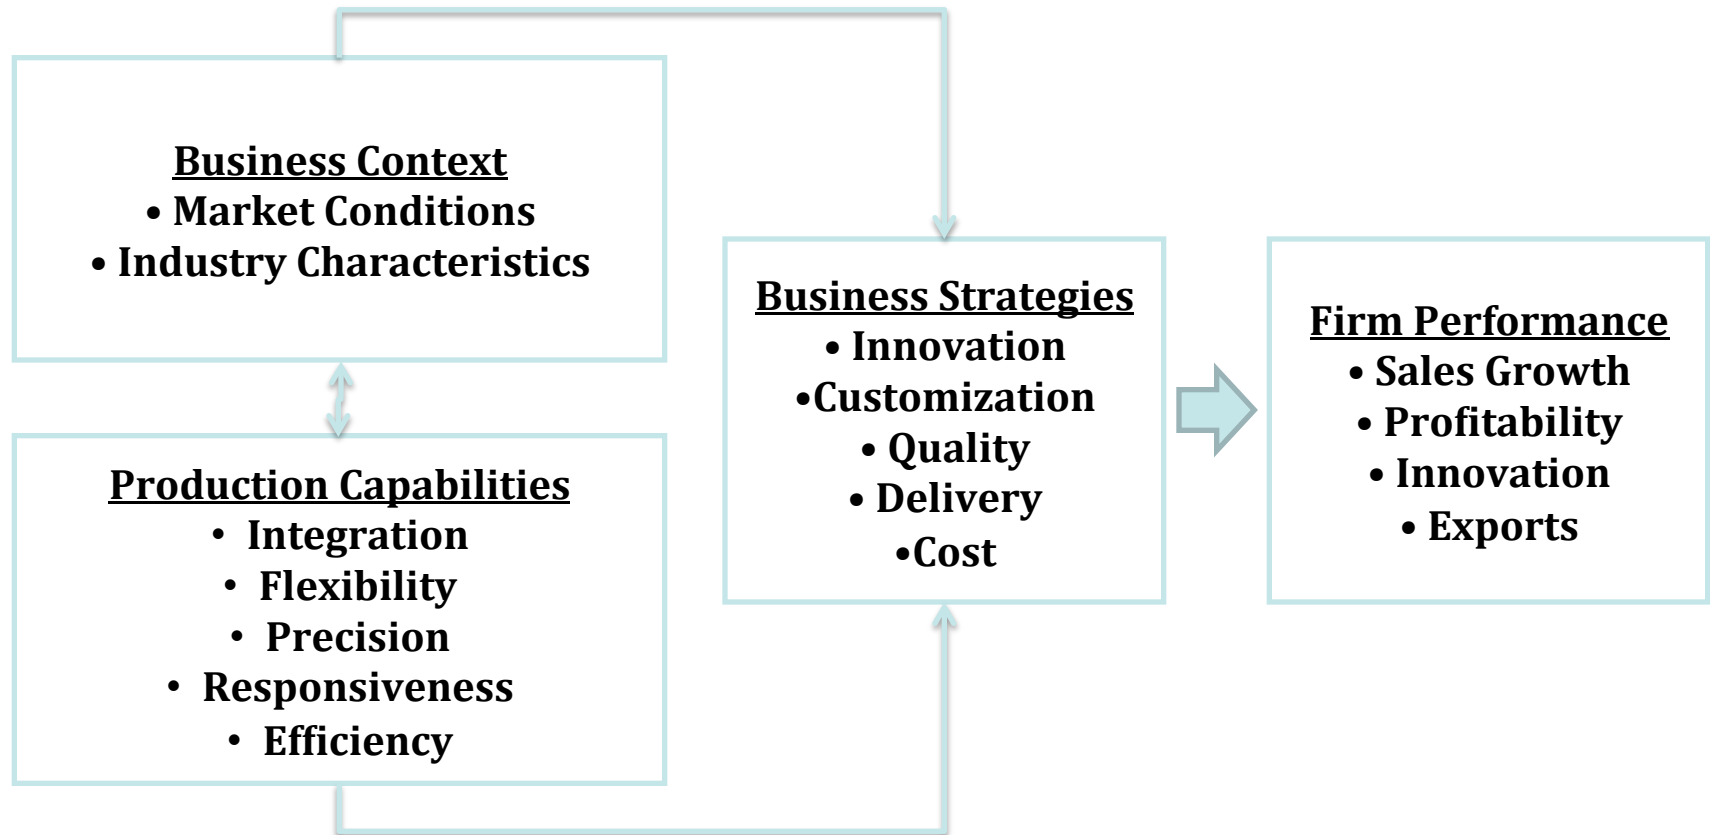 Business Context
• Market Conditions
• Industry Characteristics
Production Capabilities
• Integration
• Flexibility
• Precision
• Responsiveness
• Efficiency
Business Strategies
• Innovation
•Customization
• Quality
• Delivery
•Cost
Firm Performance
• Sales Growth
• Profitability
• Innovation
• Exports